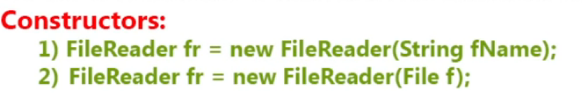 Constructors:
1) FileReader fr = new FileReader(String fName);
2) FileReader fr = new FileReader(File f);